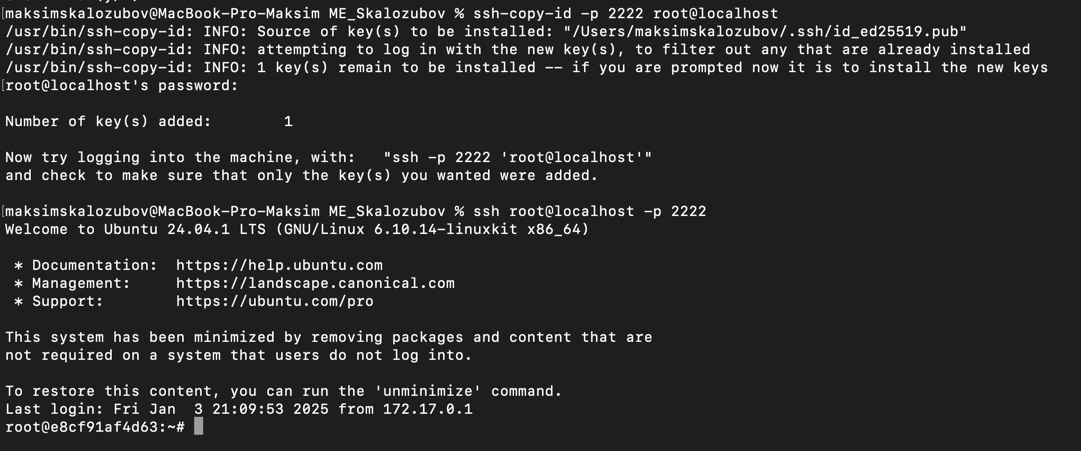 [maksimskalozubov@MacBook-Pro-Maksim ME_Skalozubov % ssh-copy-id -p 2222 root@localhost
/usr/bin/ssh-copy-id: INFO: Source of key(s) to be installed: "/Users/maksimskalozubov/.ssh/id_ed25519.pub"
/usr/bin/ssh-copy-id: INFO: attempting to log in with the new key(s), to filter out any that are already installed
/usr/bin/ssh-copy-id: INFO: 1 key(s) remain to be installed -- if you are prompted now it is to install the new keys
[root@localhost's password:
Number of key(s) added:        1
Now try logging into the machine, with:   "ssh -p 2222 'root@localhost'"
and check to make sure that only the key(s) you wanted were added.
[maksimskalozubov@MacBook-Pro-Maksim ME_Skalozubov % ssh root@localhost -p 2222
Welcome to Ubuntu 24.04.1 LTS (GNU/Linux 6.10.14-linuxkit x86_64)
 * Documentation:  https://help.ubuntu.com
 * Management:     https://landscape.canonical.com
 * Support:        https://ubuntu.com/pro
This system has been minimized by removing packages and content that are
not required on a system that users do not log into.
To restore this content, you can run the 'unminimize' command.
Last login: Fri Jan  3 21:09:53 2025 from 172.17.0.1
root@e8cf91af4d63:~#